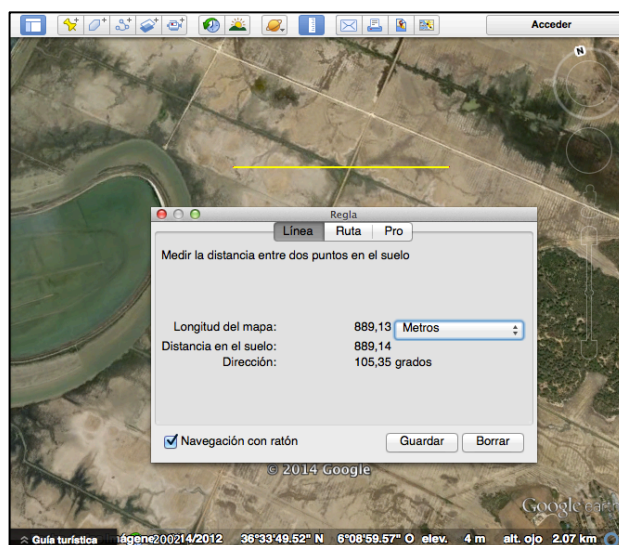 Acceder
N
Regla
Línea Ruta Pro
Medir la distancia entre dos puntos en el suelo
Longitud del mapa: 889,13 Metros
Distancia en el suelo: 889,14
Dirección: 105,35 grados
Navegación con ratón Guardar Borrar
© 2014 Google
Google earth
Guía turística 36°33'49.52" N 6°08'59.57" O elev. 4 m alt. ojo 2.07 km